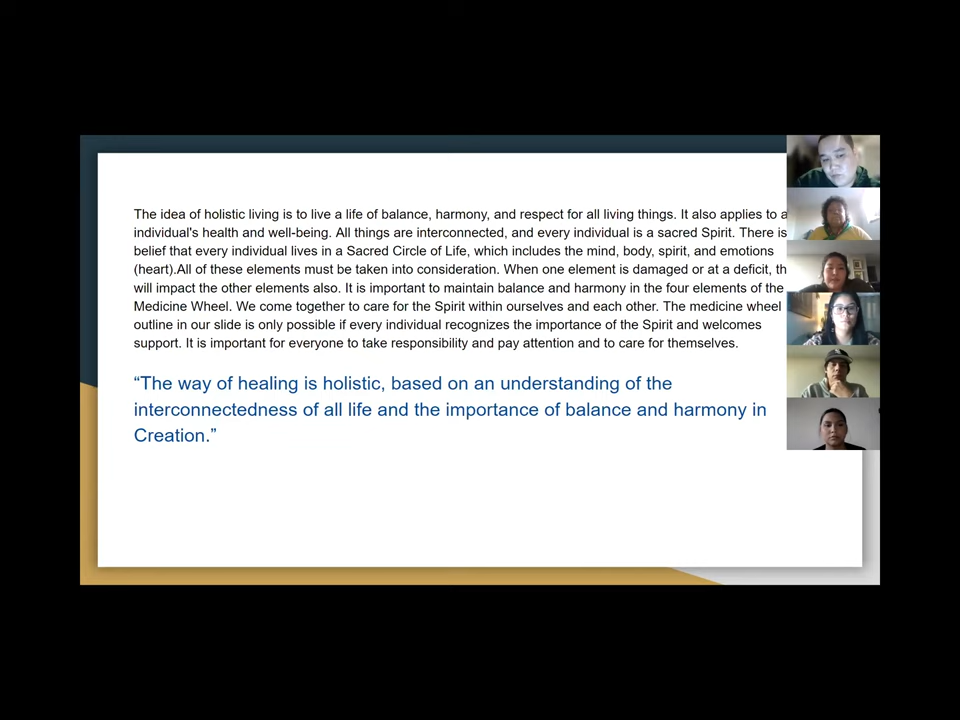 The idea of holistic living is to live a life of balance, harmony, and respect for all living things. It also applies to a
individual's health and well-being. All things are interconnected, and every individual is a sacred Spirit. There is
belief that every individual lives in a Sacred Circle of Life, which includes the mind, body, spirit, and emotions
(heart).All of these elements must be taken into consideration. When one element is damaged or at a deficit, th
will impact the other elements also. It is important to maintain balance and harmony in the four elements of the
Medicine Wheel. We come together to care for the Spirit within ourselves and each other. The medicine wheel
outline in our slide is only possible if every individual recognizes the importance of the Spirit and welcomes
support. It is important for everyone to take responsibility and pay attention and to care for themselves.
“The way of healing is holistic, based on an understanding of the
interconnectedness of all life and the importance of balance and harmony in
Creation.”